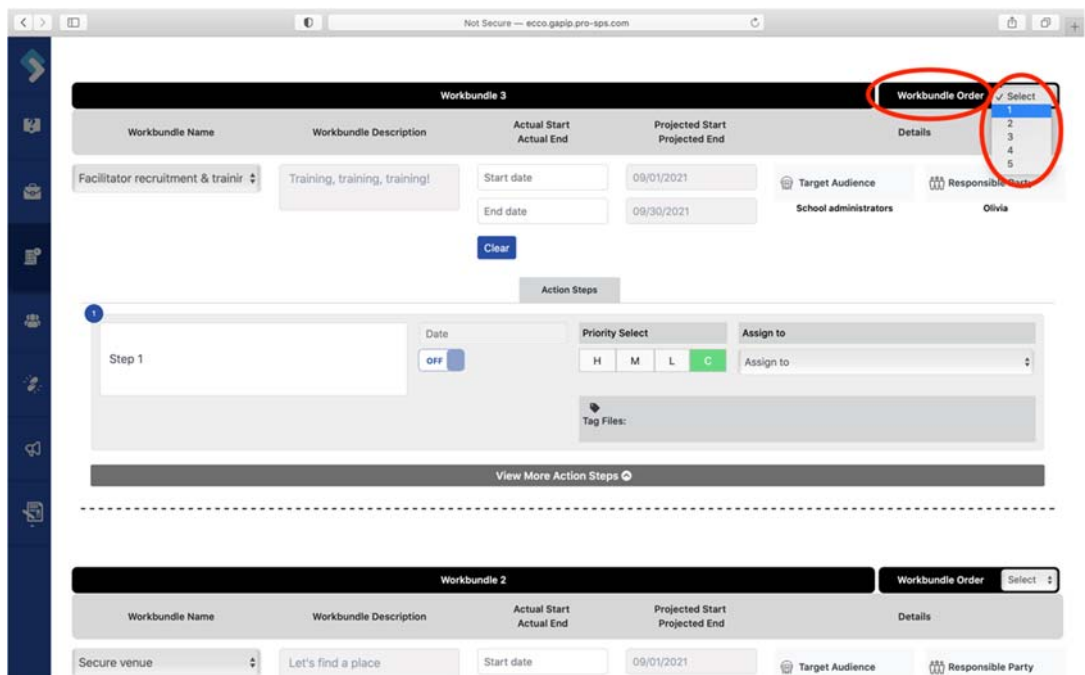 Not Secure — ecco.gapip.pro-sps.com
Workbundle 3
Workbundle Order
✓ Select
1
2
3
4
5
Workbundle Name
Workbundle Description
Actual Start
Actual End
Projected Start
Projected End
Details
Facilitator recruitment & trainir
Training, training, training!
Start date
09/01/2021
Target Audience
Responsible Party
End date
09/30/2021
School administrators
Olivia
Clear
Action Steps
1
Step 1
Date
OFF
Priority Select
H M L C
Assign to
Assign to
Tag Files:
View More Action Steps
Workbundle 2
Workbundle Order
Select
Workbundle Name
Workbundle Description
Actual Start
Actual End
Projected Start
Projected End
Details
Secure venue
Let's find a place
Start date
09/01/2021
Target Audience
Responsible Party